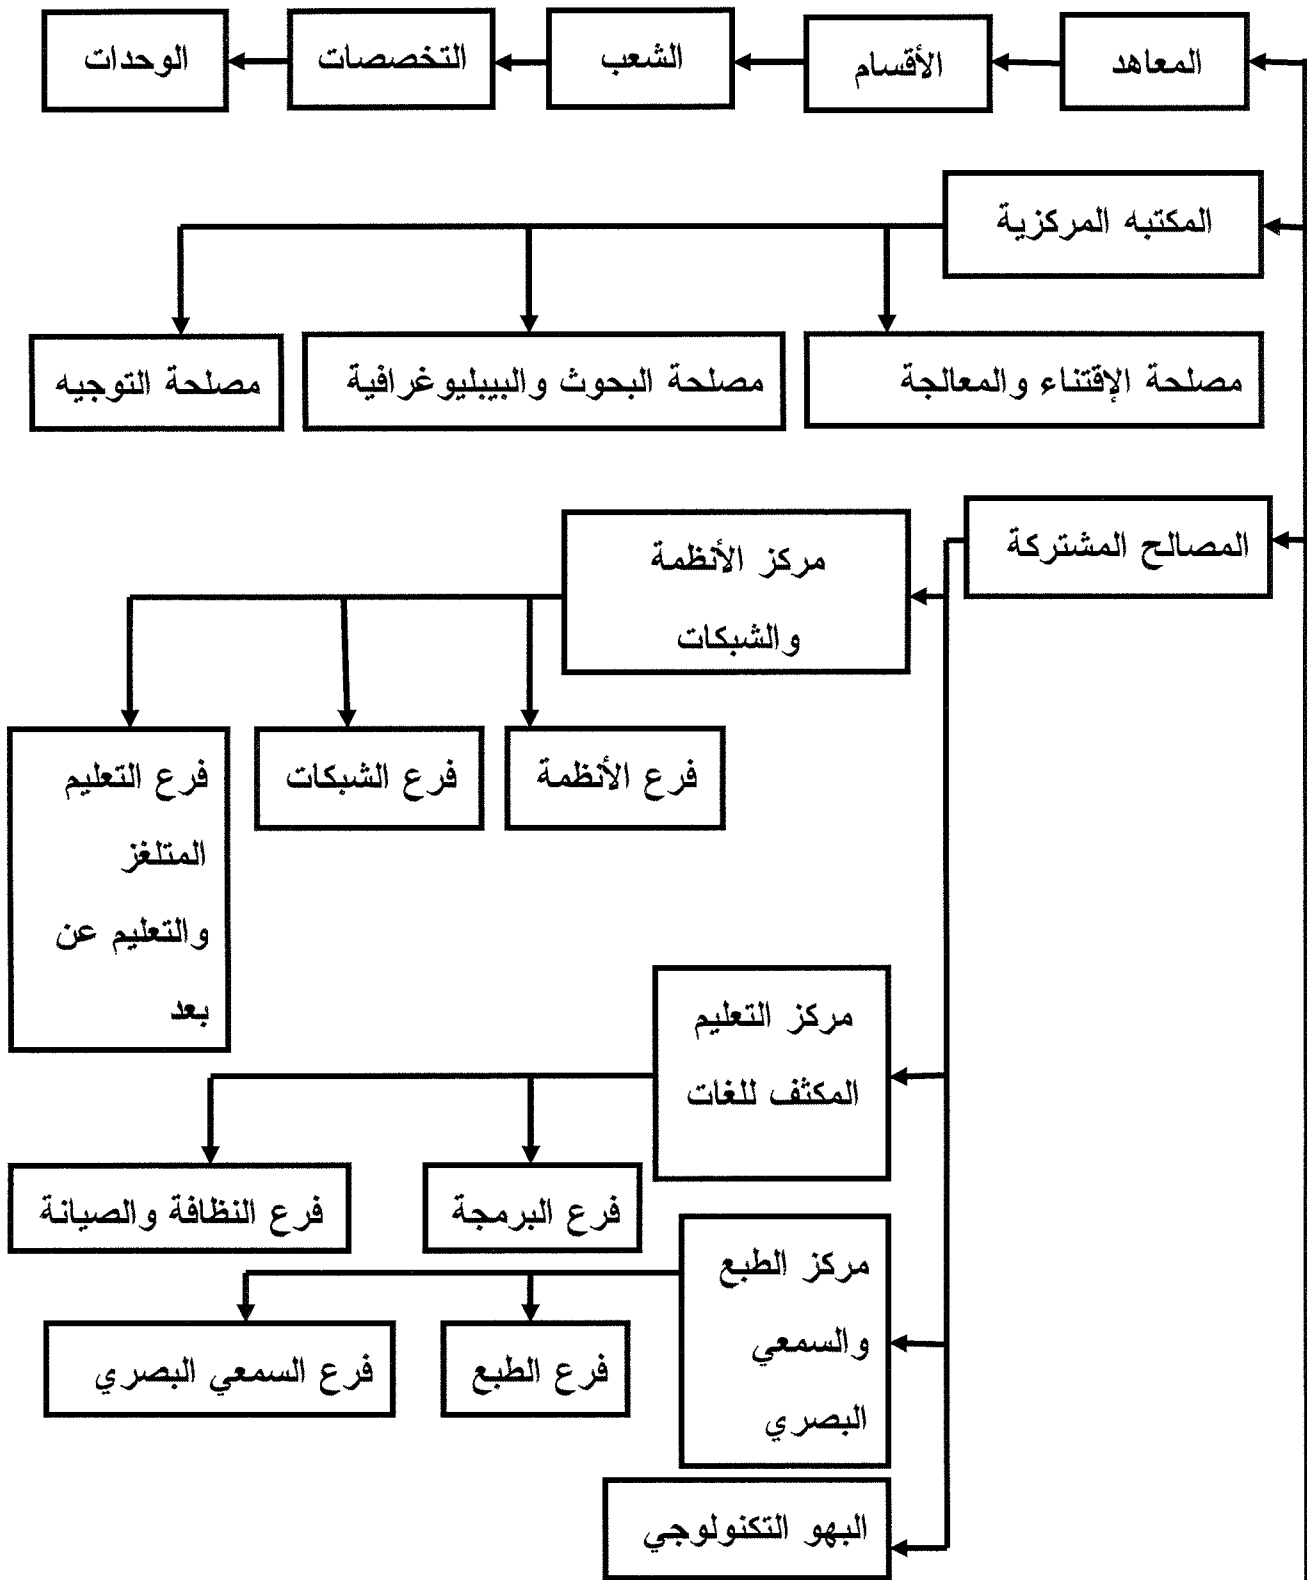 المعاهد
الأقسام
الشعب
التخصصات
الوحدات
المكتبه المركزية
مصلحة الإقتناء والمعالجة
مصلحة البحوث والبيبليوغرافية
مصلحة التوجيه
المصالح المشتركة
مركز الأنظمة
والشبكات
فرع الأنظمة
فرع الشبكات
فرع التعليم
المتلغز
والتعليم عن
بعد
مركز التعليم
المكثف للغات
فرع البرمجة
فرع النظافة والصيانة
مركز الطبع
والسمعي
البصري
فرع الطبع
فرع السمعي البصري
البهو التكنولوجي